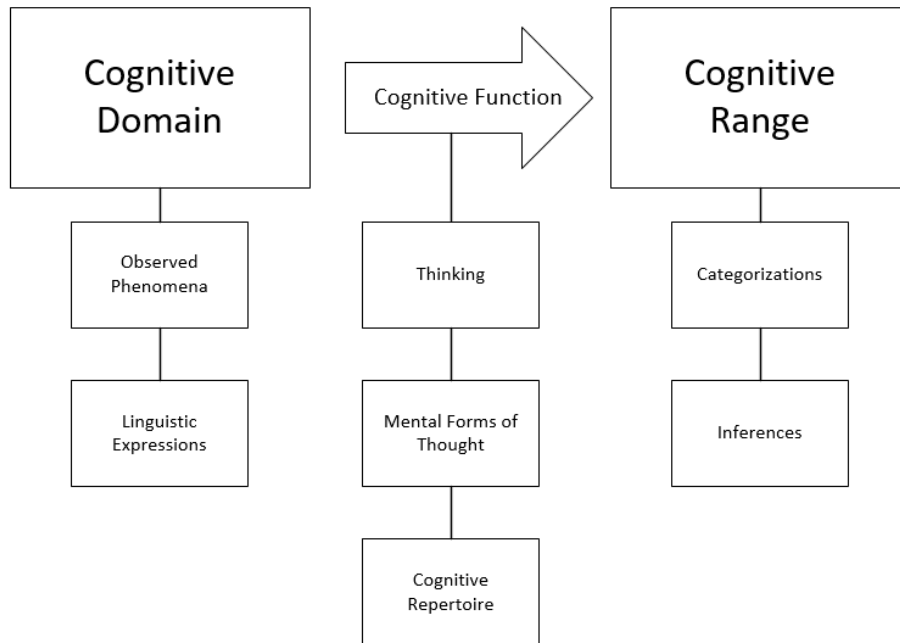 Cognitive
Domain
Cognitive Function
Cognitive
Range
Observed
Phenomena
Thinking
Categorizations
Linguistic
Expressions
Mental Forms of
Thought
Inferences
Cognitive
Repertoire